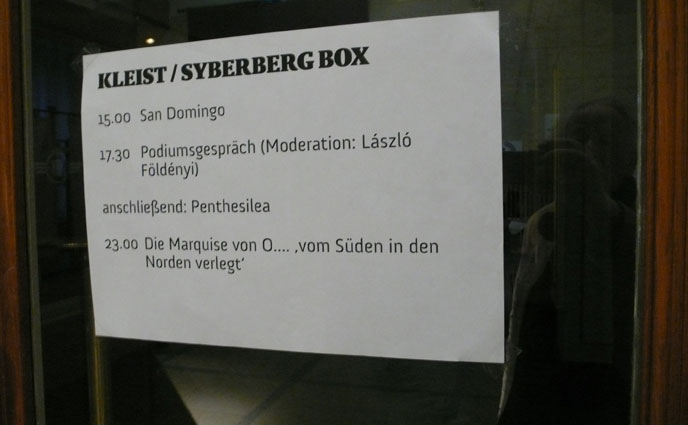 KLEIST / SYBERBERG BOX
15.00 San Domingo
17.30 Podiumsgespräch (Moderation: László
Földényi)
anschließend: Penthesilea
23.00 Die Marquise von O.... ‚vom Süden in den
Norden verlegt‘